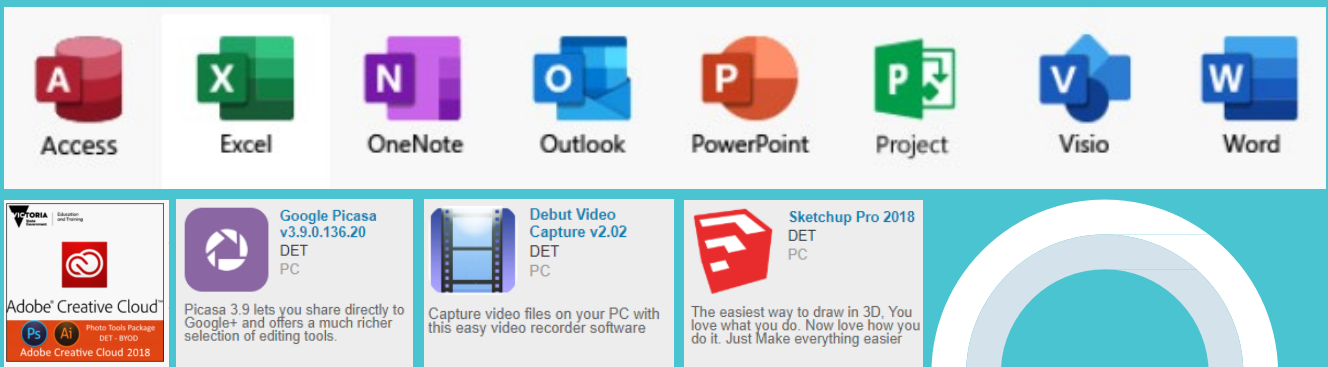 A X N O P P V W
Access Excel OneNote Outlook PowerPoint Project Visio Word
VICTORIA
State
Government
Education
and Training
Adobe® Creative Cloud™
Ps Ai
Photo Tools Package
DET - BYOD
Adobe Creative Cloud 2018
Google Picasa
v3.9.0.136.20
DET
PC
Picasa 3.9 lets you share directly to
Google+ and offers a much richer
selection of editing tools.
Debut Video
Capture v2.02
DET
PC
Capture video files on your PC with
this easy video recorder software
Sketchup Pro 2018
DET
PC
The easiest way to draw in 3D, You
love what you do. Now love how you
do it. Just Make everything easier